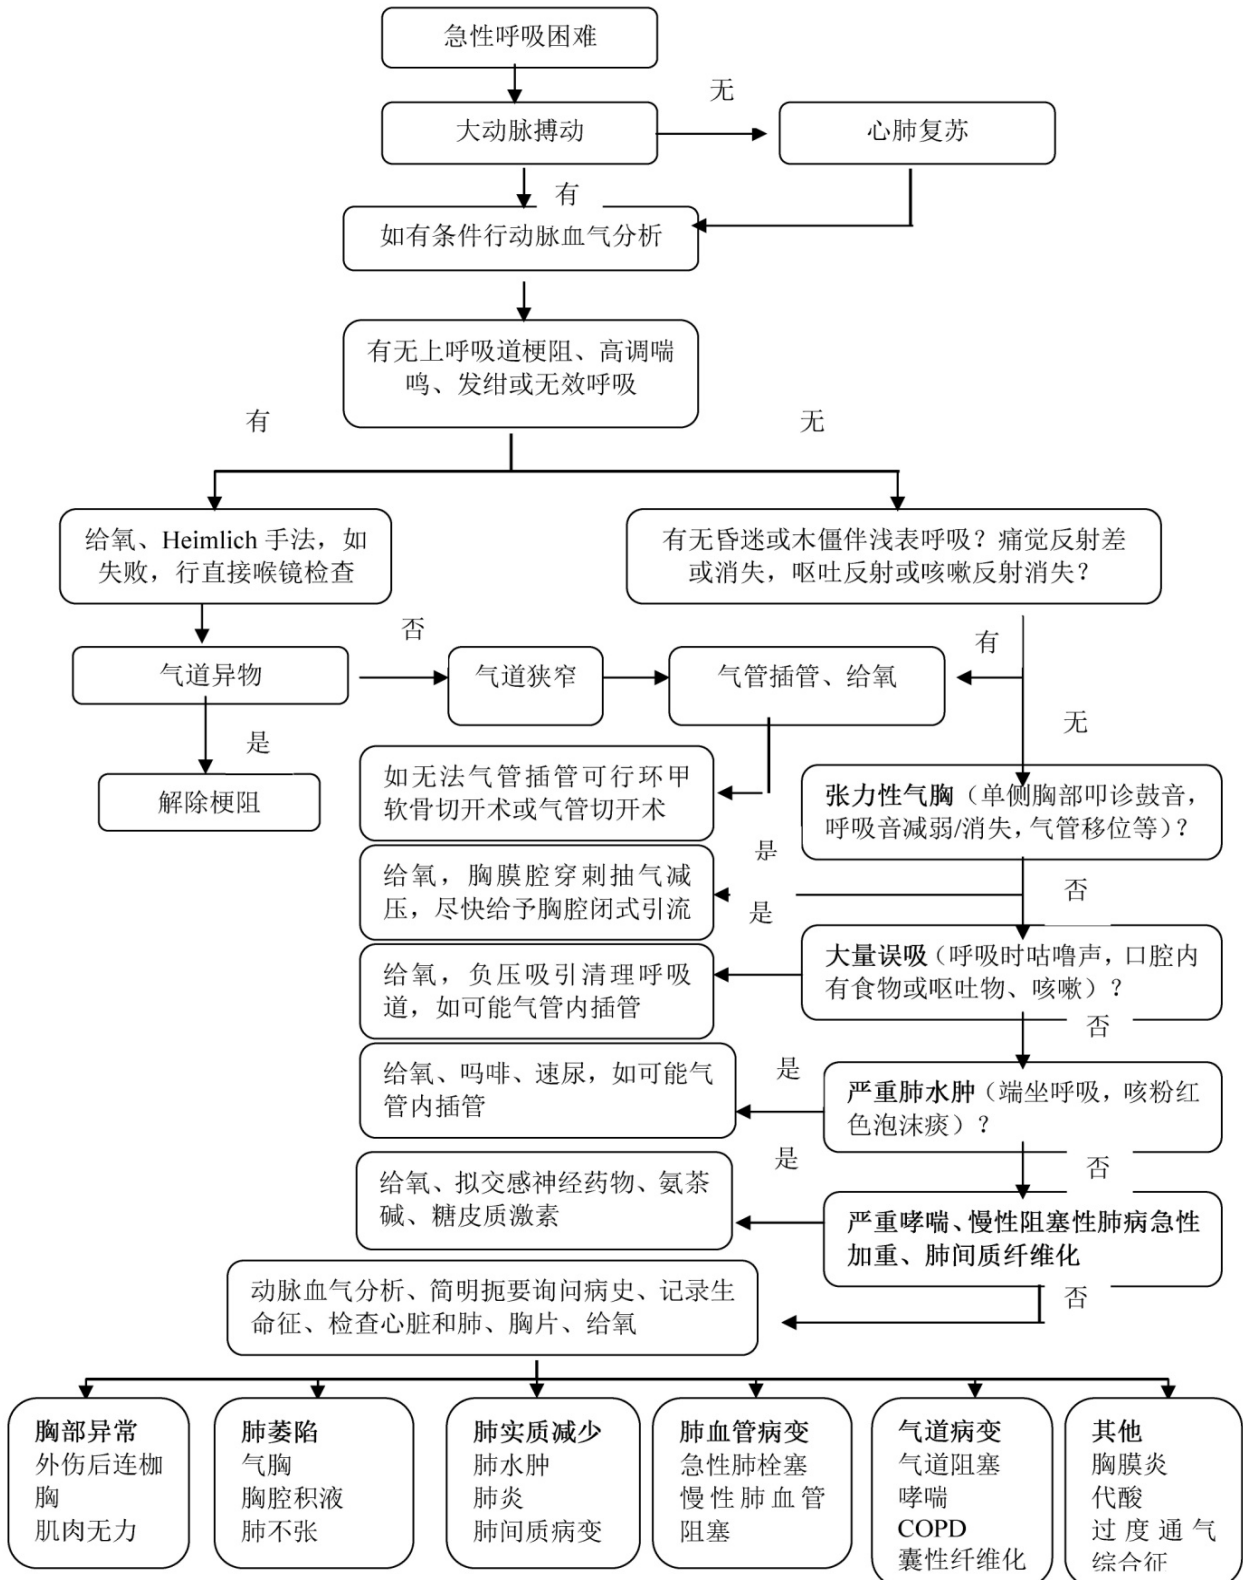 急性呼吸困难
大动脉搏动
无
心肺复苏
有
如有条件行动脉血气分析
有无上呼吸道梗阻、高调喘
鸣、发绀或无效呼吸
有
无
给氧、Heimlich 手法，如
失败，行直接喉镜检查
有无昏迷或木僵伴浅表呼吸？痛觉反射差
或消失，呕吐反射或咳嗽反射消失？
气道异物
否
气道狭窄
气管插管、给氧
有
是
无
解除梗阻
如无法气管插管可行环甲
软骨切开术或气管切开术
张力性气胸（单侧胸部叩诊鼓音，
呼吸音减弱/消失，气管移位等）？
是
否
给氧，胸膜腔穿刺抽气减
压，尽快给予胸腔闭式引流
是
大量误吸（呼吸时咕噜声，口腔内
有食物或呕吐物、咳嗽）？
给氧，负压吸引清理呼吸
道，如可能气管内插管
否
给氧、吗啡、速尿，如可能气
管内插管
是
严重肺水肿（端坐呼吸，咳粉红
色泡沫痰）？
是
否
给氧、拟交感神经药物、氨茶
碱、糖皮质激素
严重哮喘、慢性阻塞性肺病急性
加重、肺间质纤维化
否
动脉血气分析、简明扼要询问病史、记录生
命征、检查心脏和肺、胸片、给氧
胸部异常
外伤后连枷
胸
肌肉无力
肺萎陷
气胸
胸腔积液
肺不张
肺实质减少
肺水肿
肺炎
肺间质病变
肺血管病变
急性肺栓塞
慢性肺血管
阻塞
气道病变
气道阻塞
哮喘
COPD
囊性纤维化
其他
胸膜炎
代酸
过度通气
综合征